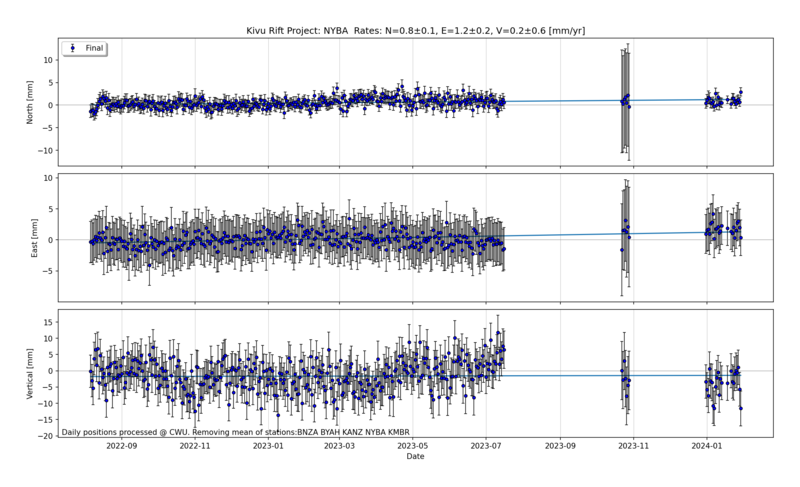 Kivu Rift Project: NYBA  Rates: N=0.8±0.1, E=1.2±0.2, V=0.2±0.6 [mm/yr]
Final
North [mm]
10
5
0
−5
−10
East [mm]
10
5
0
−5
Vertical [mm]
15
10
5
0
−5
−10
−15
−20
Daily positions processed @ CWU. Removing mean of stations:BNZA BYAH KANZ NYBA KMBR
2022-09 2022-11 2023-01 2023-03 2023-05 2023-07 2023-09 2023-11 2024-01
Date